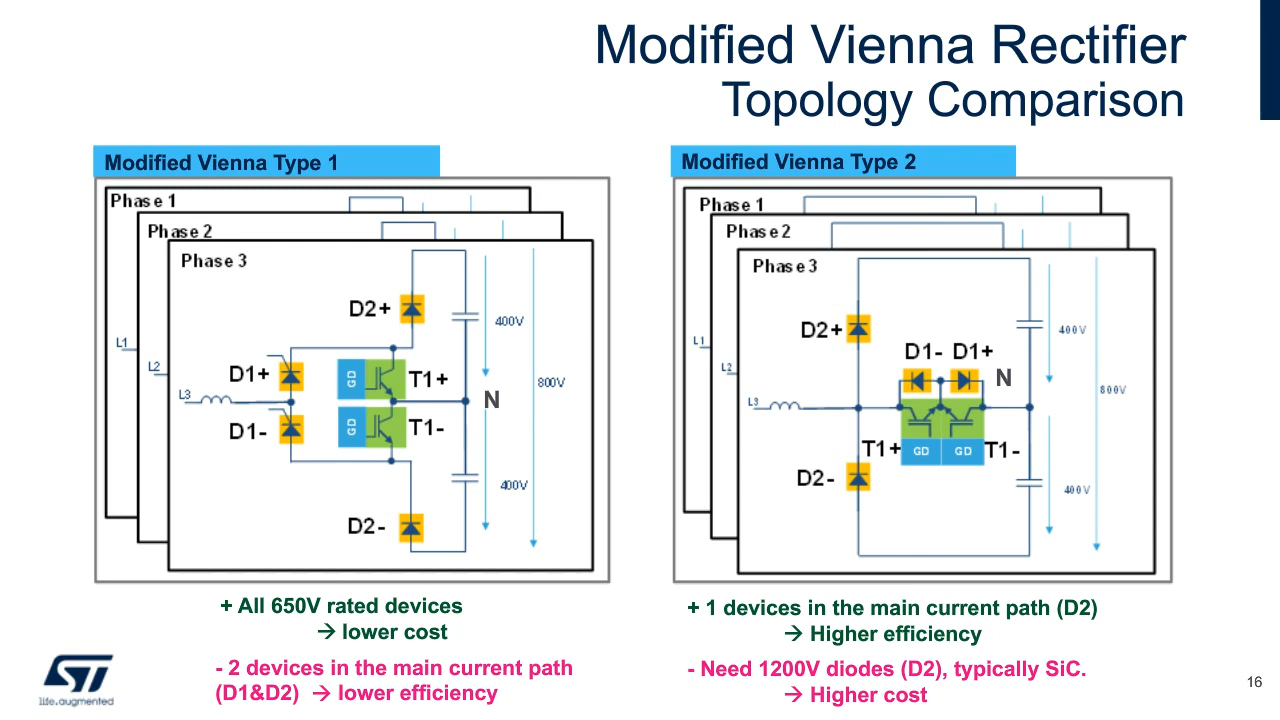 Modified Vienna Rectifier
Topology Comparison
Modified Vienna Type 1
Phase 1
Phase 2
Phase 3
L1
L2
L3
D1+
D1-
D2+
D2-
GD
GD
T1+
T1-
N
400V
800V
400V
+ All 650V rated devices
→ lower cost
- 2 devices in the main current path
(D1&D2) → lower efficiency
Modified Vienna Type 2
Phase 1
Phase 2
Phase 3
L1
L2
L3
D2+
D2-
D1- D1+
N
T1+
GD
GD
T1-
400V
800V
400V
+ 1 devices in the main current path (D2)
→ Higher efficiency
- Need 1200V diodes (D2), typically SiC.
→ Higher cost
ST
life.augmented
16